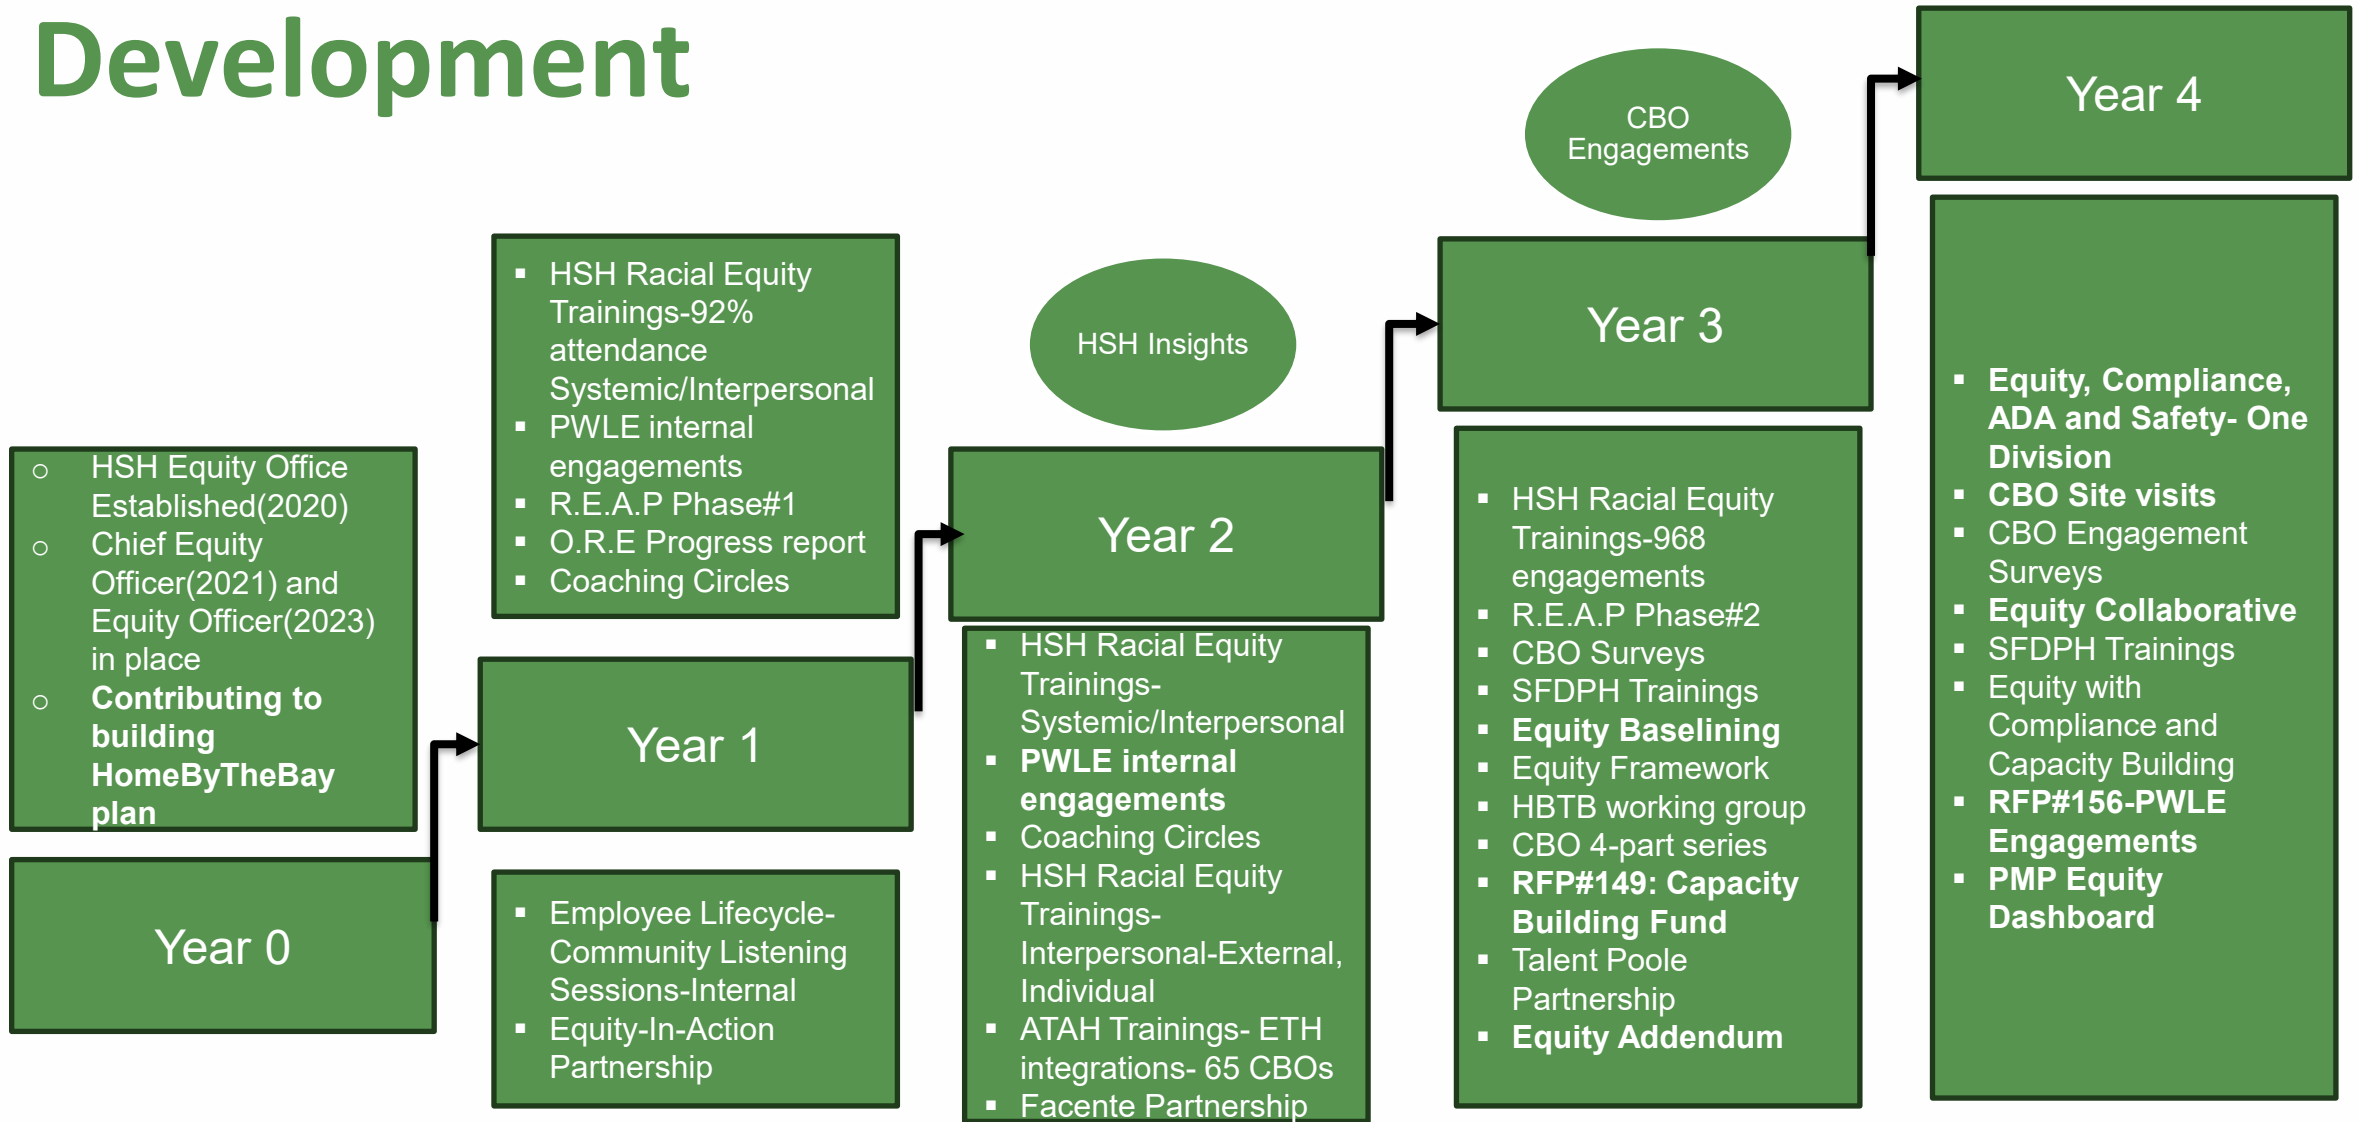 Development
HSH Equity Office
Established(2020)
Chief Equity
Officer(2021) and
Equity Officer(2023)
in place
Contributing to
building
HomeByTheBay
plan
Year 0
HSH Racial Equity
Trainings-92%
attendance
Systemic/Interpersonal
PWLE internal
engagements
R.E.A.P Phase#1
O.R.E Progress report
Coaching Circles
Year 1
Employee Lifecycle-
Community Listening
Sessions-Internal
Equity-In-Action
Partnership
HSH Insights
Year 2
HSH Racial Equity
Trainings-
Systemic/Interpersonal
PWLE internal
engagements
Coaching Circles
HSH Racial Equity
Trainings-
Interpersonal-External,
Individual
ATAH Trainings- ETH
integrations- 65 CBOs
Facente Partnership
CBO
Engagements
Year 3
HSH Racial Equity
Trainings-968
engagements
R.E.A.P Phase#2
CBO Surveys
SFDPH Trainings
Equity Baselining
Equity Framework
HBTB working group
CBO 4-part series
RFP#149: Capacity
Building Fund
Talent Poole
Partnership
Equity Addendum
Year 4
Equity, Compliance,
ADA and Safety- One
Division
CBO Site visits
CBO Engagement
Surveys
Equity Collaborative
SFDPH Trainings
Equity with
Compliance and
Capacity Building
RFP#156-PWLE
Engagements
PMP Equity
Dashboard